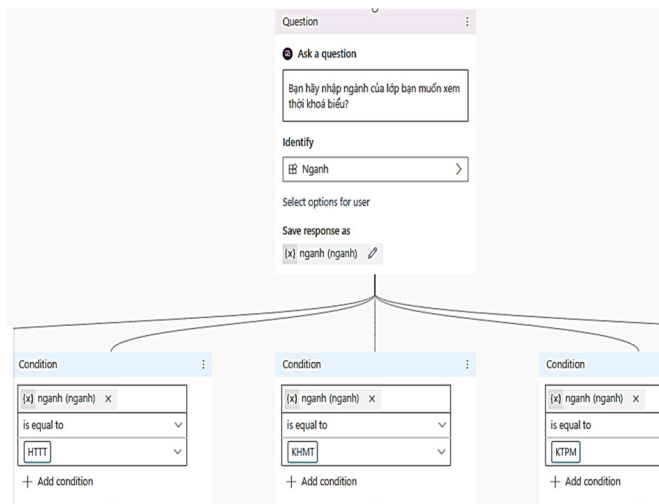 Question
Ask a question
Bạn hãy nhập ngành của lớp bạn muốn xem
thời khoá biểu?
Identify
Nganh
Select options for user
Save response as
{x} nganh (nganh)
Condition
{x} nganh (nganh) ×
is equal to
HTTT
+ Add condition
Condition
{x} nganh (nganh) ×
is equal to
KHMT
+ Add condition
Condition
{x} nganh (nganh) ×
is equal to
KTPM
+ Add condition